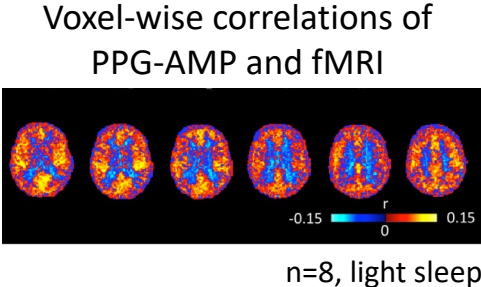 Voxel-wise correlations of
PPG-AMP and fMRI
r
-0.15 0.15
0
n=8, light sleep